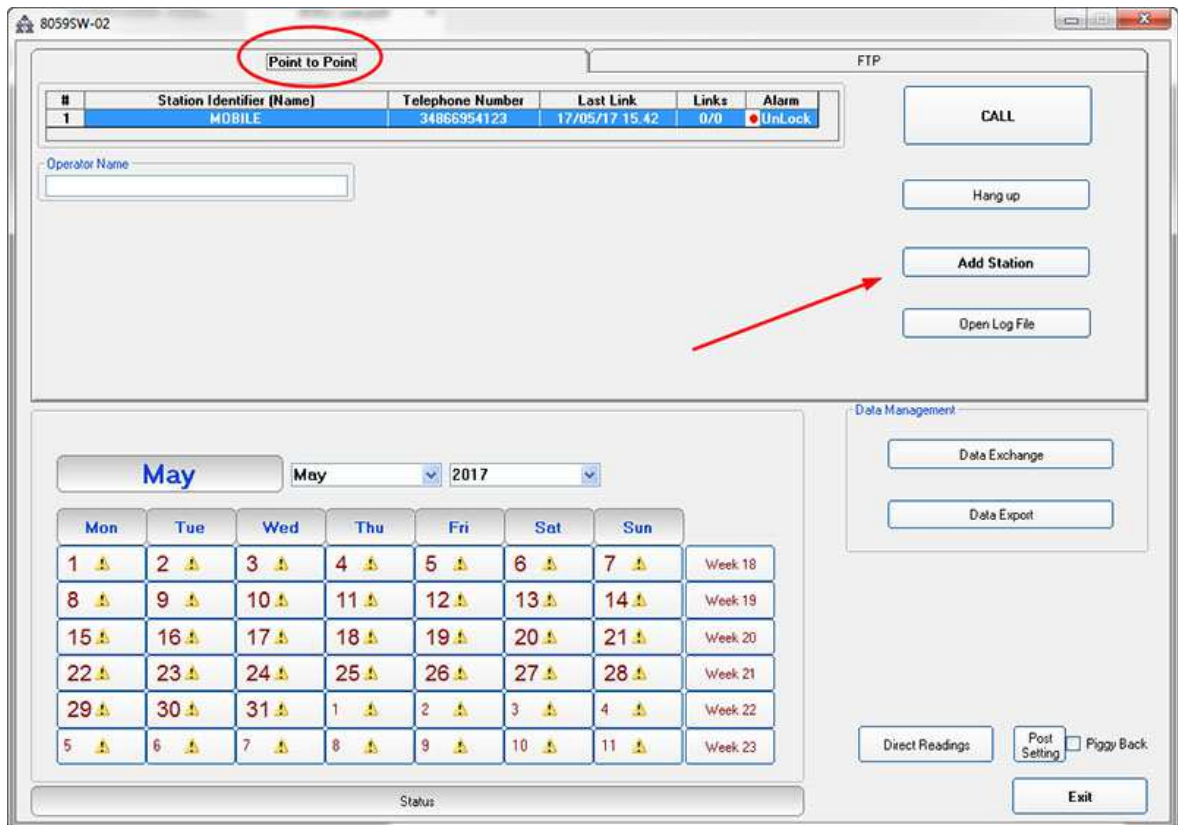 8059SW-02
Point to Point
FTP
# Station Identifier (Name) Telephone Number Last Link Links Alarm
1 MOBILE 34866954123 17/05/17 15.42 0/0 UnLock
CALL
Operator Name
Hang up
Add Station
Open Log File
Data Management
Data Exchange
Data Export
May May 2017
Mon Tue Wed Thu Fri Sat Sun
1 2 3 4 5 6 7 Week 18
8 9 10 11 12 13 14 Week 19
15 16 17 18 19 20 21 Week 20
22 23 24 25 26 27 28 Week 21
29 30 31 1 2 3 4 Week 22
5 6 7 8 9 10 11 Week 23
Direct Readings
Post
Setting
Piggy Back
Status
Exit